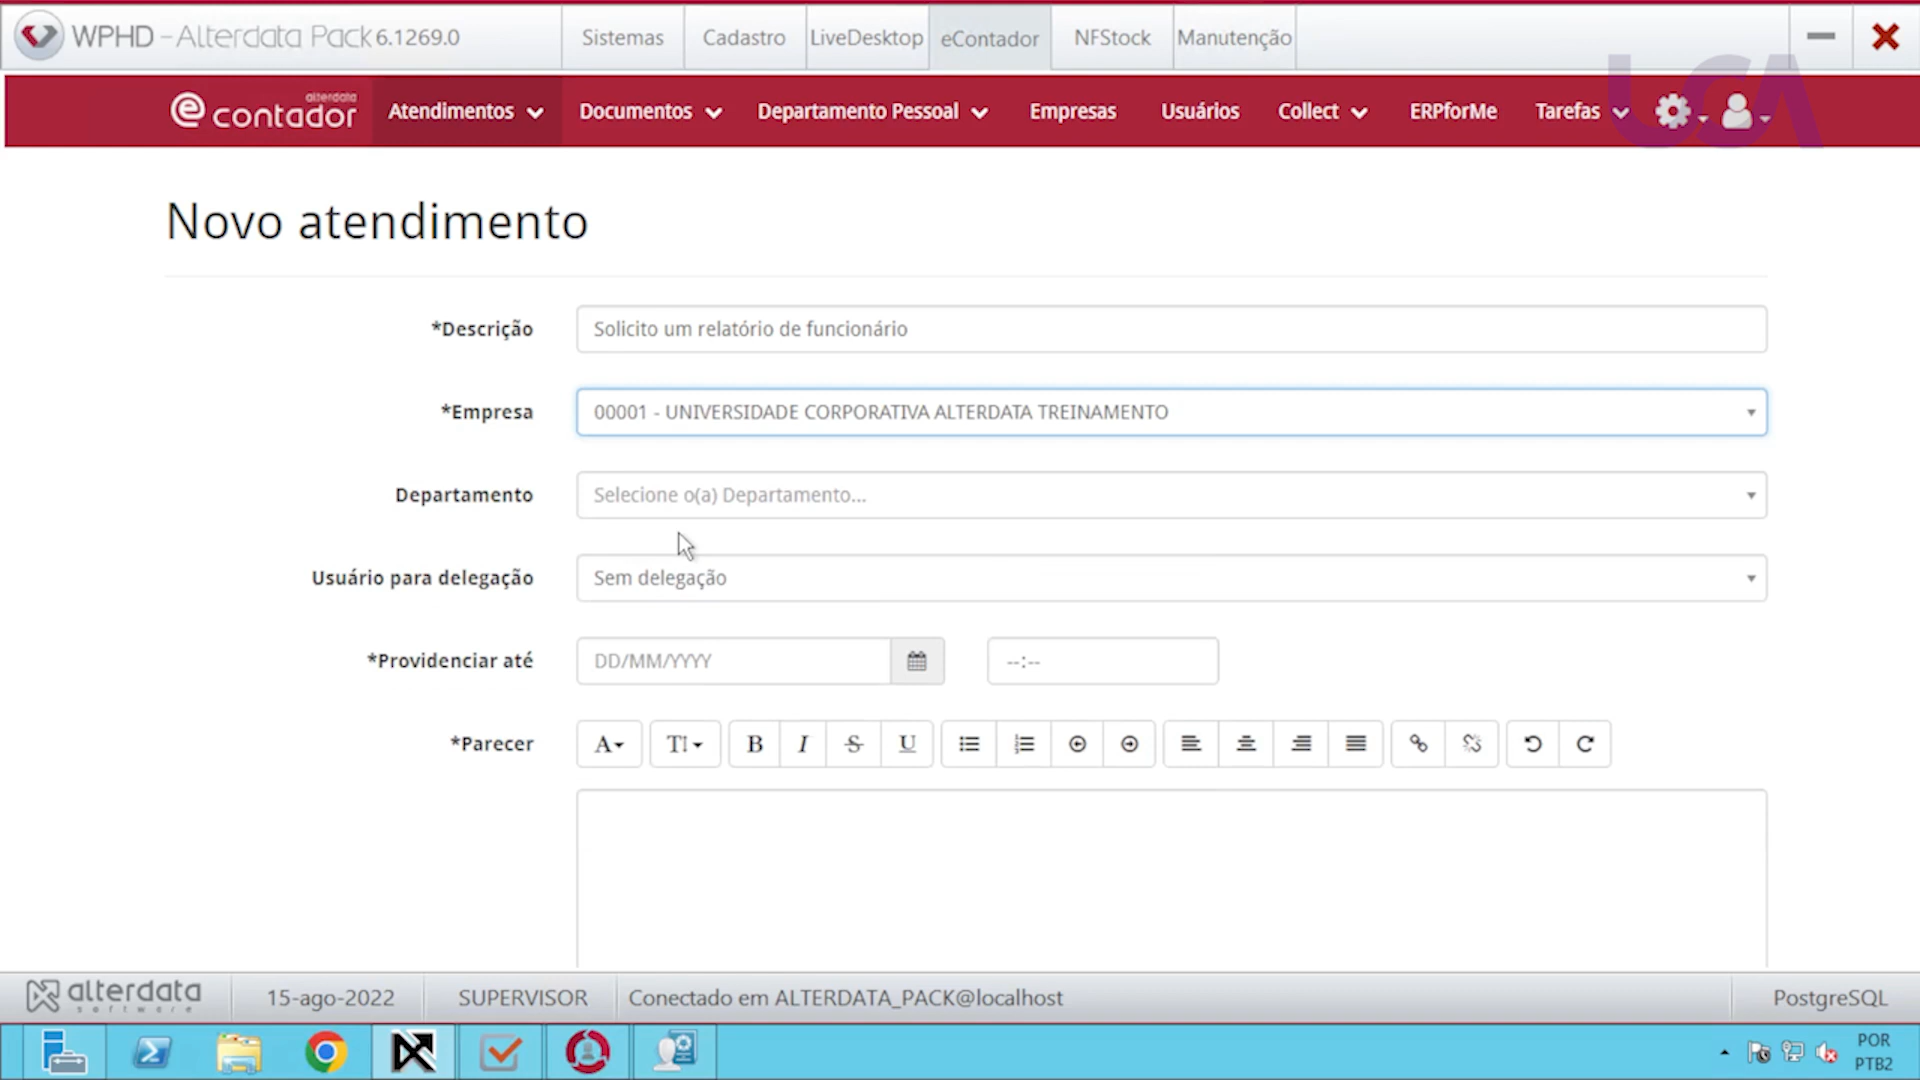 WPHD - Alterdata Pack 6.1269.0
Sistemas
Cadastro
LiveDesktop
eContador
NFStock
Manutenção
UCA
alterdata
e contador
Atendimentos
Documentos
Departamento Pessoal
Empresas
Usuários
Collect
ERPforMe
Tarefas
Novo atendimento
*Descrição
Solicito um relatório de funcionário
*Empresa
00001 - UNIVERSIDADE CORPORATIVA ALTERDATA TREINAMENTO
Departamento
Selecione o(a) Departamento...
Usuário para delegação
Sem delegação
*Providenciar até
DD/MM/YYYY
--:--
*Parecer
A
T
B
I
S
U
alterdata
software
15-ago-2022
SUPERVISOR
Conectado em ALTERDATA_PACK@localhost
PostgreSQL
POR
PTB2